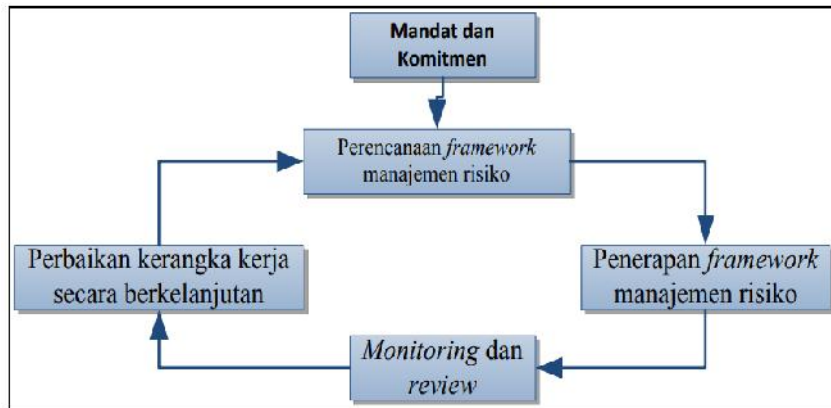 Mandat dan
Komitmen
Perencanaan framework
manajemen risiko
Perbaikan kerangka kerja
secara berkelanjutan
Penerapan framework
manajemen risiko
Monitoring dan
review